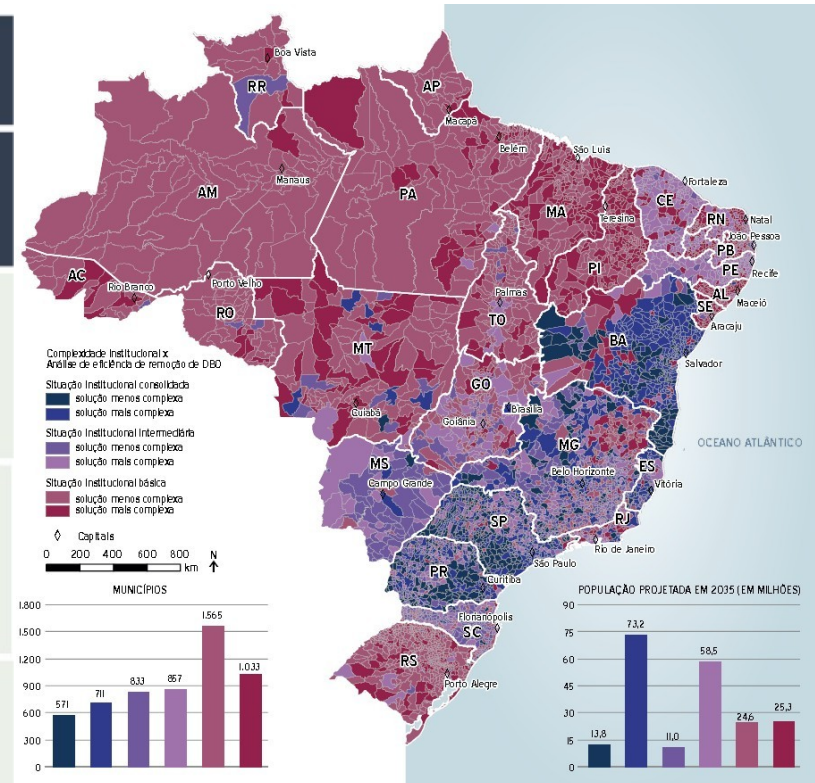 Boa Vista
RR
AP
Macapá
Belém
São Luís
Fortaleza
Manaus
AM
PA
MA
CE
Teresina
RN
Natal
João Pessoa
PB
PI
PE
Recife
AC
Rio Branco
Porto Velho
AL
Maceió
SE
Aracaju
RO
Palmas
TO
BA
MT
Salvador
Complexidade Institucional x
Análise de eficiência de remoção de DBO
Situação Institucional consolidada
solução menos complexa
solução mais complexa
Situação Institucional Intermediária
solução menos complexa
solução mais complexa
Situação Institucional básica
solução menos complexa
solução mais complexa
Capitais
0 200 400 600 800
km
N
GO
Cuiabá
Brasília
Goiânia
MG
OCEANO ATLÂNTICO
Belo Horizonte
ES
Vitória
MS
Campo Grande
SP
RJ
Rio de Janeiro
São Paulo
PR
Curitiba
Florianópolis
SC
RS
Porto Alegre
MUNICÍPIOS
1.800
1.500
1.200
900
600
300
0
571
711
833
857
1.565
1.033
POPULAÇÃO PROJETADA EM 2035 (EM MILHÕES)
90
75
60
45
30
15
0
13,8
73,2
11,0
58,5
24,6
25,3